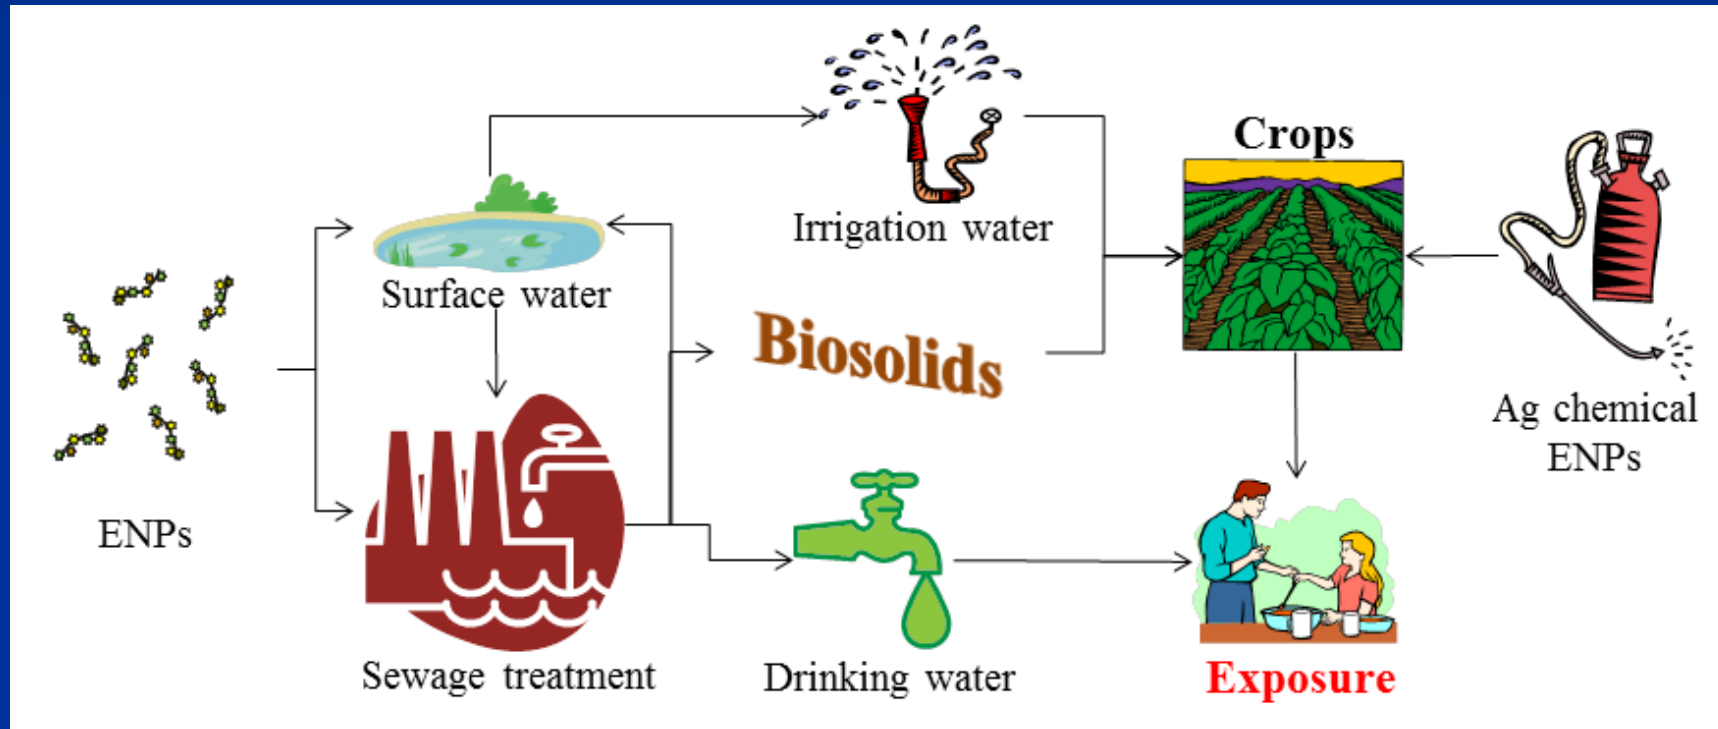 Crops
Irrigation water
Surface water
Biosolids
Ag chemical
ENPs
ENPs
Sewage treatment
Drinking water
Exposure